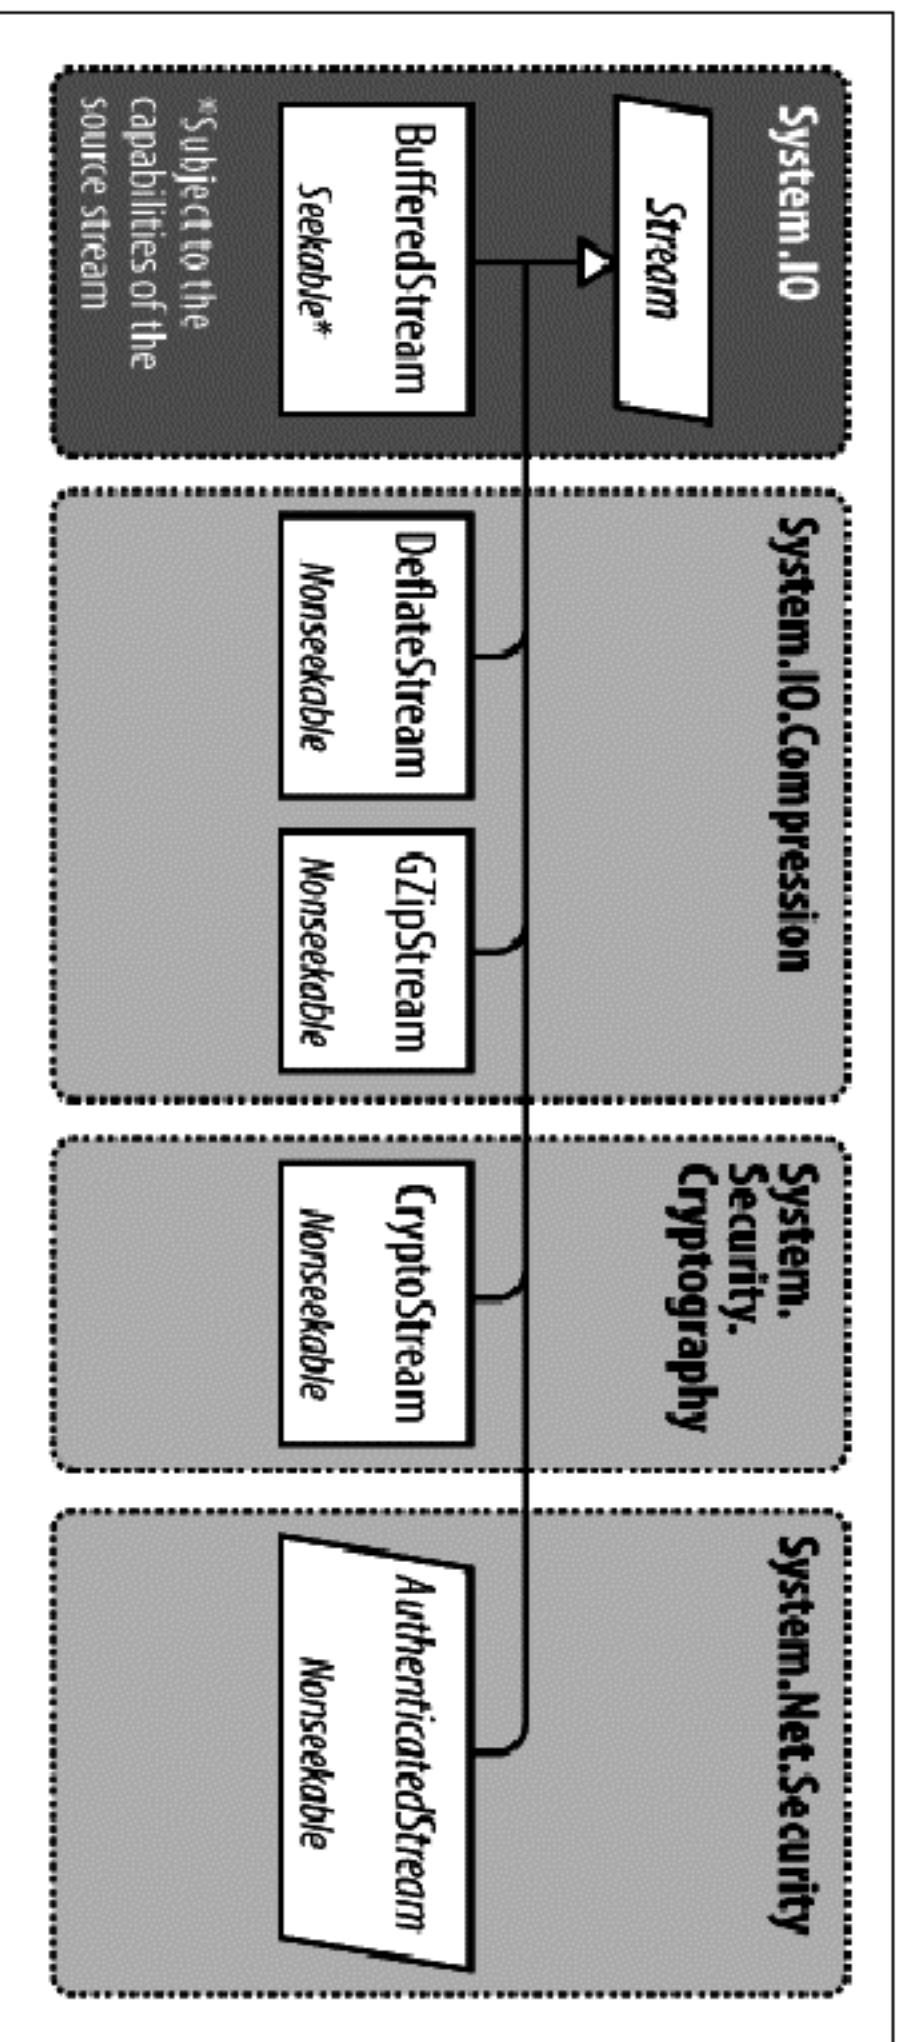 System.IO
Stream
BufferedStream
Seekable*
*Subject to the
capabilities of the
source stream
System.IO.Compression
DeflateStream
Nonseekable
GZipStream
Nonseekable
System.
Security.
Cryptography
CryptoStream
Nonseekable
System.Net.Security
AuthenticatedStream
Nonseekable